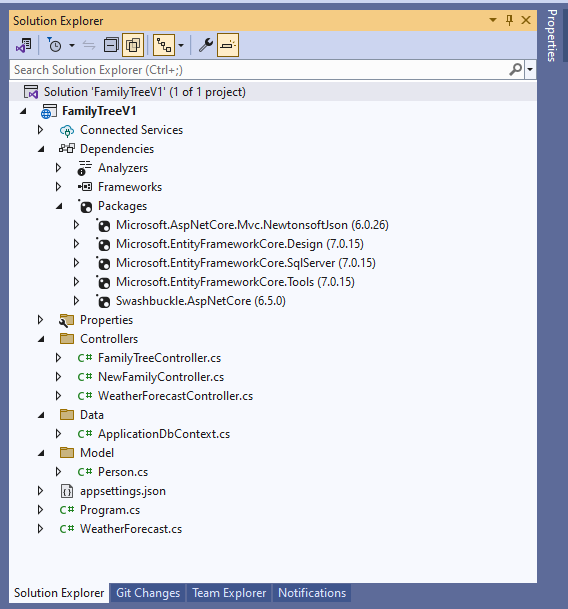 Solution Explorer
Properties
Search Solution Explorer (Ctrl+;)
Solution 'FamilyTreeV1' (1 of 1 project)
FamilyTreeV1
Connected Services
Dependencies
Analyzers
Frameworks
Packages
Microsoft.AspNetCore.Mvc.NewtonsoftJson (6.0.26)
Microsoft.EntityFrameworkCore.Design (7.0.15)
Microsoft.EntityFrameworkCore.SqlServer (7.0.15)
Microsoft.EntityFrameworkCore.Tools (7.0.15)
Swashbuckle.AspNetCore (6.5.0)
Properties
Controllers
C# FamilyTreeController.cs
C# NewFamilyController.cs
C# WeatherForecastController.cs
Data
C# ApplicationDbContext.cs
Model
C# Person.cs
appsettings.json
C# Program.cs
C# WeatherForecast.cs
Solution Explorer Git Changes Team Explorer Notifications